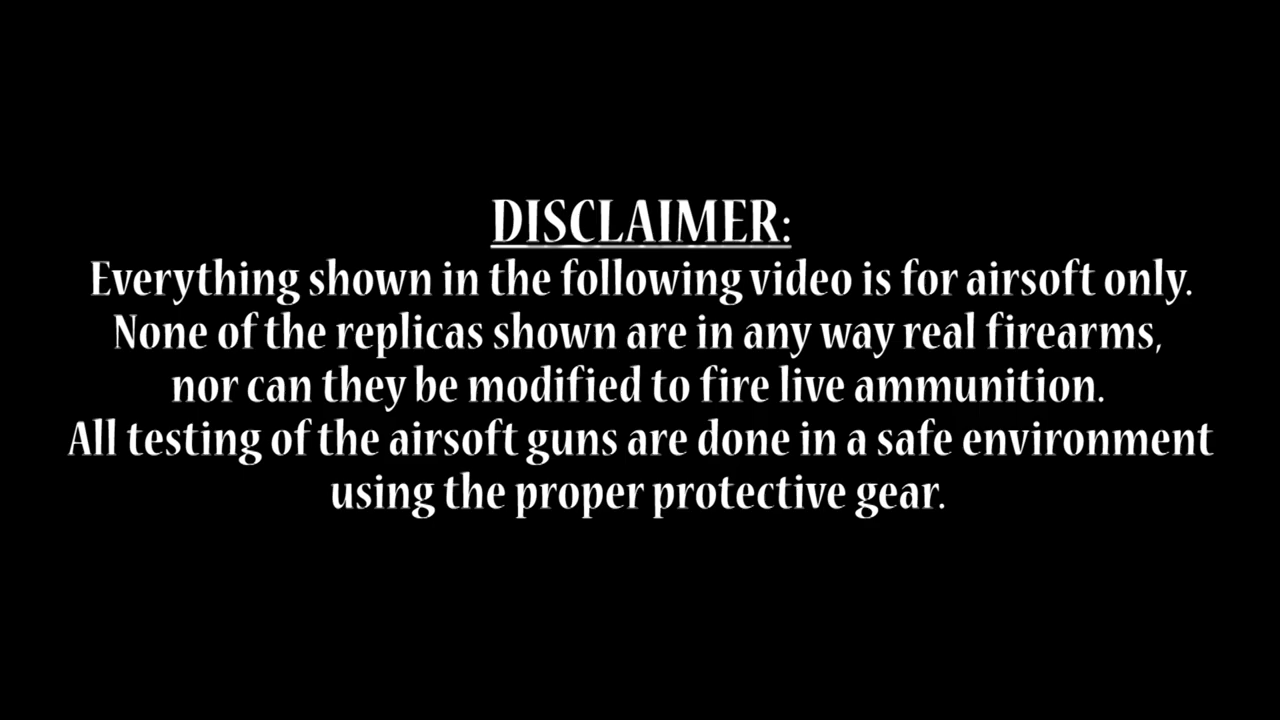 DISCLAIMER:
Everything shown in the following video is for airsoft only.
None of the replicas shown are in any way real firearms,
nor can they be modified to fire live ammunition.
All testing of the airsoft guns are done in a safe environment
using the proper protective gear.